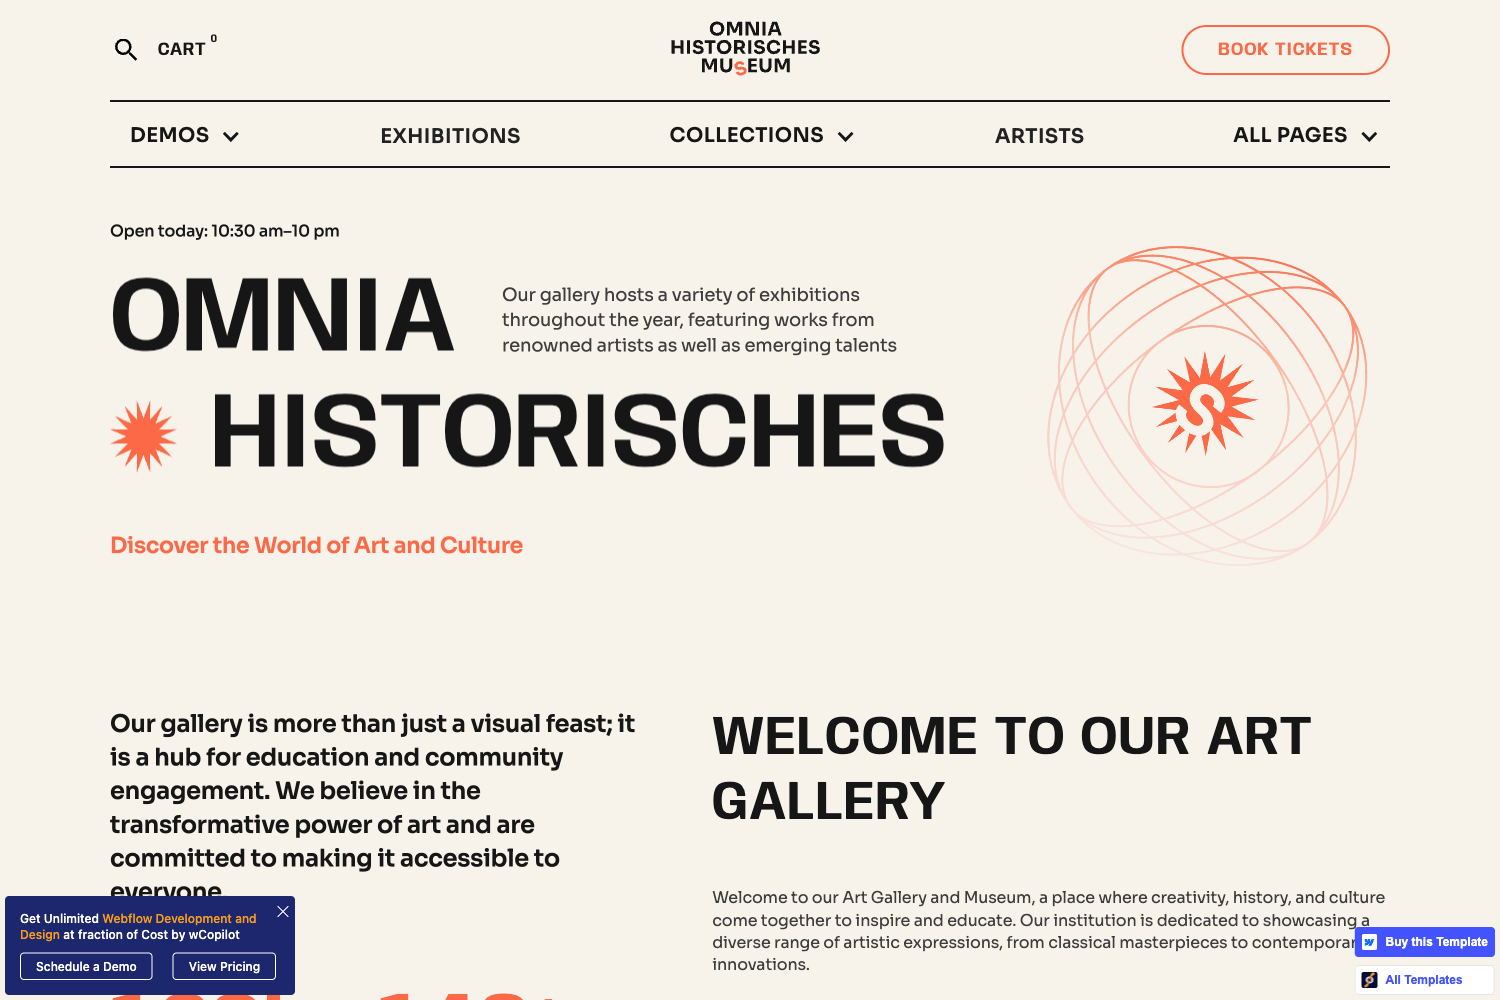 CART 0
OMNIA
HISTORISCHES
MUSEUM
BOOK TICKETS
DEMOS
EXHIBITIONS
COLLECTIONS
ARTISTS
ALL PAGES
Open today: 10:30 am–10 pm
OMNIA
Our gallery hosts a variety of exhibitions
throughout the year, featuring works from
renowned artists as well as emerging talents
HISTORISCHES
S
Discover the World of Art and Culture
Our gallery is more than just a visual feast; it
is a hub for education and community
engagement. We believe in the
transformative power of art and are
committed to making it accessible to
everyone.
WELCOME TO OUR ART
GALLERY
Welcome to our Art Gallery and Museum, a place where creativity, history, and culture
come together to inspire and educate. Our institution is dedicated to showcasing a
diverse range of artistic expressions, from classical masterpieces to contemporar
innovations.
Get Unlimited Webflow Development and
Design at fraction of Cost by wCopilot
Schedule a Demo
View Pricing
Buy this Template
All Templates